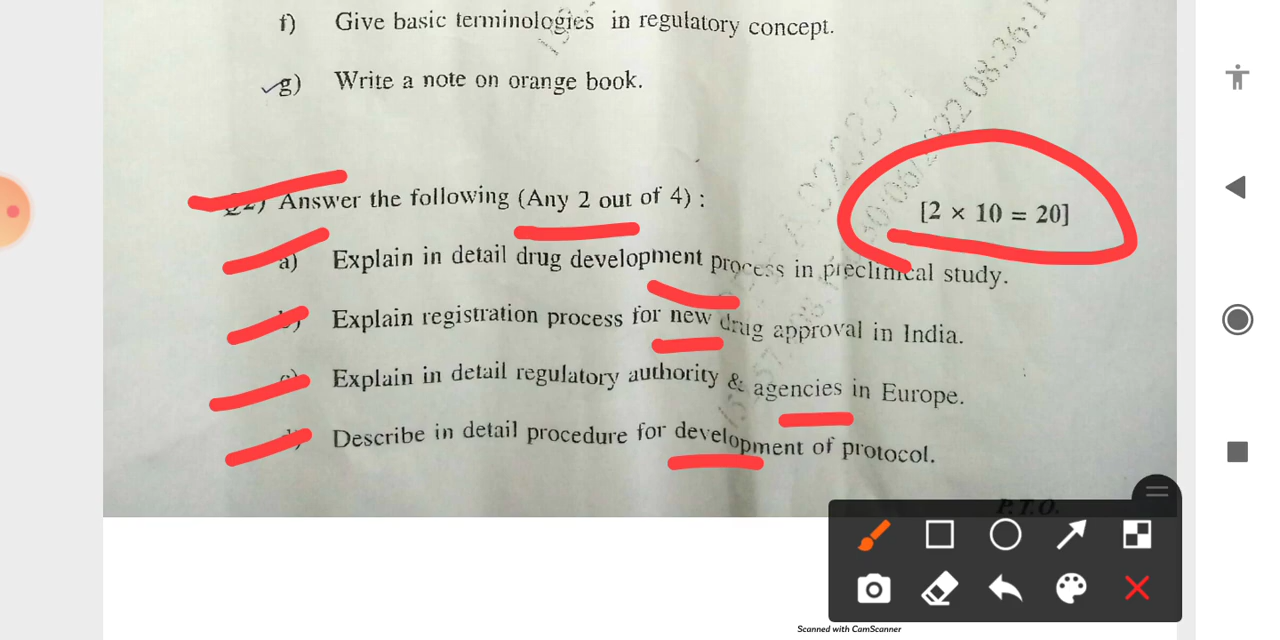 f) Give basic terminologies in regulatory concept.
g) Write a note on orange book.
Q2) Answer the following (Any 2 out of 4) :
[2 × 10 = 20]
a) Explain in detail drug development process in preclinical study.
b) Explain registration process for new drug approval in India.
c) Explain in detail regulatory authority & agencies in Europe.
d) Describe in detail procedure for development of protocol.
P.T.O.
Scanned with CamScanner